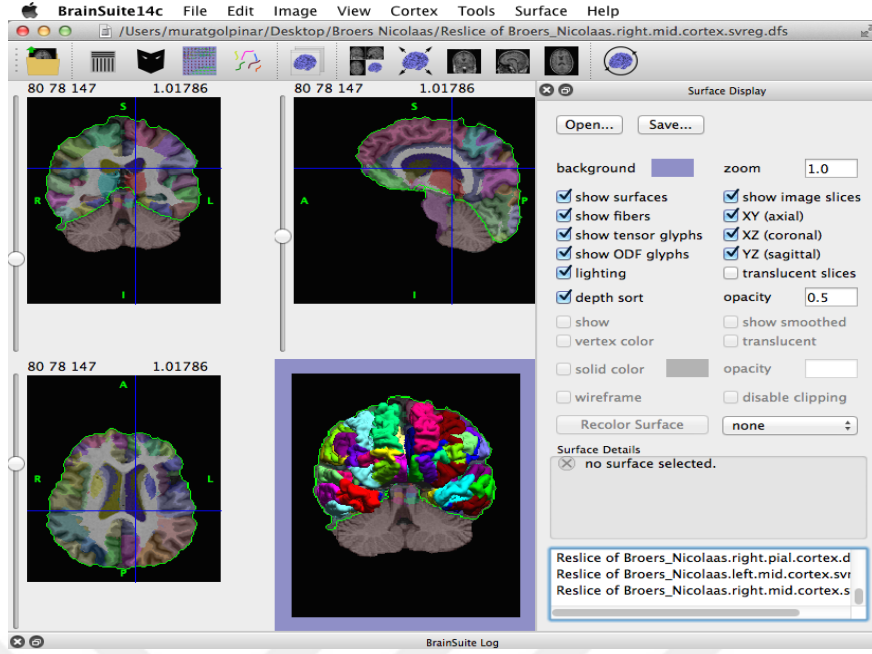 BrainSuite14c File Edit Image View Cortex Tools Surface Help
/Users/muratgolpinar/Desktop/Broers Nicolaas/Reslice of Broers_Nicolaas.right.mid.cortex.svreg.dfs
80 78 147 1.01786
80 78 147 1.01786
S
R
L
I
S
A
P
I
80 78 147 1.01786
A
R
L
P
Surface Display
Open... Save...
background zoom 1.0
show surfaces show image slices
show fibers XY (axial)
show tensor glyphs XZ (coronal)
show ODF glyphs YZ (sagittal)
lighting translucent slices
depth sort opacity 0.5
show show smoothed
vertex color translucent
solid color opacity
wireframe disable clipping
Recolor Surface none
Surface Details
no surface selected.
Reslice of Broers_Nicolaas.right.pial.cortex.d
Reslice of Broers_Nicolaas.left.mid.cortex.svr
Reslice of Broers_Nicolaas.right.mid.cortex.s
BrainSuite Log